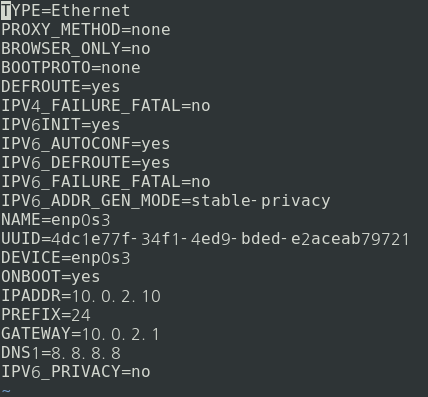 TYPE=Ethernet
PROXY_METHOD=none
BROWSER_ONLY=no
BOOTPROTO=none
DEFROUTE=yes
IPV4_FAILURE_FATAL=no
IPV6INIT=yes
IPV6_AUTOCONF=yes
IPV6_DEFROUTE=yes
IPV6_FAILURE_FATAL=no
IPV6_ADDR_GEN_MODE=stable-privacy
NAME=enp0s3
UUID=4dc1e77f-34f1-4ed9-bded-e2aceab79721
DEVICE=enp0s3
ONBOOT=yes
IPADDR=10.0.2.10
PREFIX=24
GATEWAY=10.0.2.1
DNS1=8.8.8.8
IPV6_PRIVACY=no
~